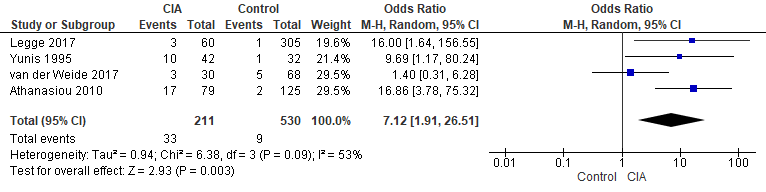 CIA Control Odds Ratio Odds Ratio
Study or Subgroup Events Total Events Total Weight M-H, Random, 95% CI M-H, Random, 95% CI
Legge 2017 3 60 1 305 19.6% 16.00 [1.64, 156.55]
Yunis 1995 10 42 1 32 21.4% 9.69 [1.17, 80.24]
van der Weide 2017 3 30 5 68 29.5% 1.40 [0.31, 6.28]
Athanasiou 2010 17 79 2 125 29.5% 16.86 [3.78, 75.32]
Total (95% CI) 211 530 100.0% 7.12 [1.91, 26.51]
Total events 33 9
Heterogeneity: Tau² = 0.94; Chi² = 6.38, df = 3 (P = 0.09); I² = 53%
Test for overall effect: Z = 2.93 (P = 0.003)
0.01 0.1 1 10 100
Control CIA